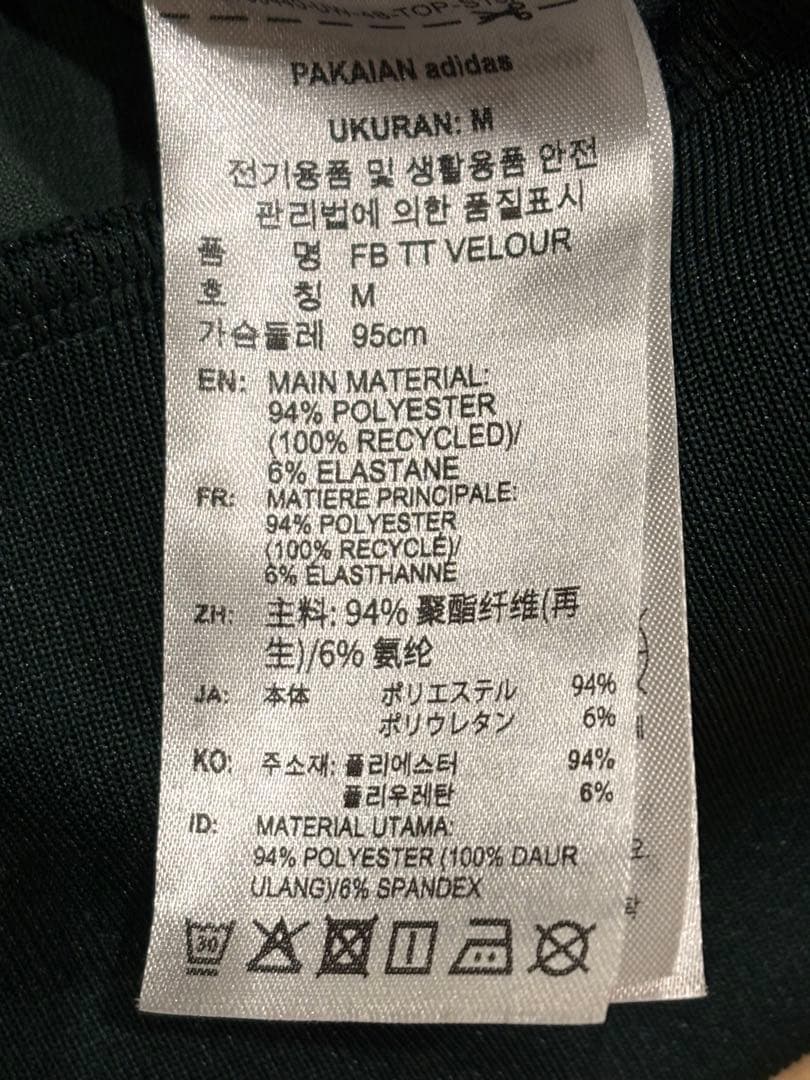 PAKAIAN adidas
UKURAN: M
전기용품 및 생활용품 안전
관리법에 의한 품질표시
품 명 FB TT VELOUR
호 칭 M
가슴둘레 95cm
EN: MAIN MATERIAL:
94% POLYESTER
(100% RECYCLED)/
6% ELASTANE
FR: MATIERE PRINCIPALE:
94% POLYESTER
(100% RECYCLÉ)/
6% ÉLASTHANNE
ZH: 主料: 94% 聚酯纤维(再
生)/6% 氨纶
JA: 本体 ポリエステル 94%
ポリウレタン 6%
KO: 주소재: 폴리에스터 94%
폴리우레탄 6%
ID: MATERIAL UTAMA:
94% POLYESTER (100% DAUR
ULANG)/6% SPANDEX
30